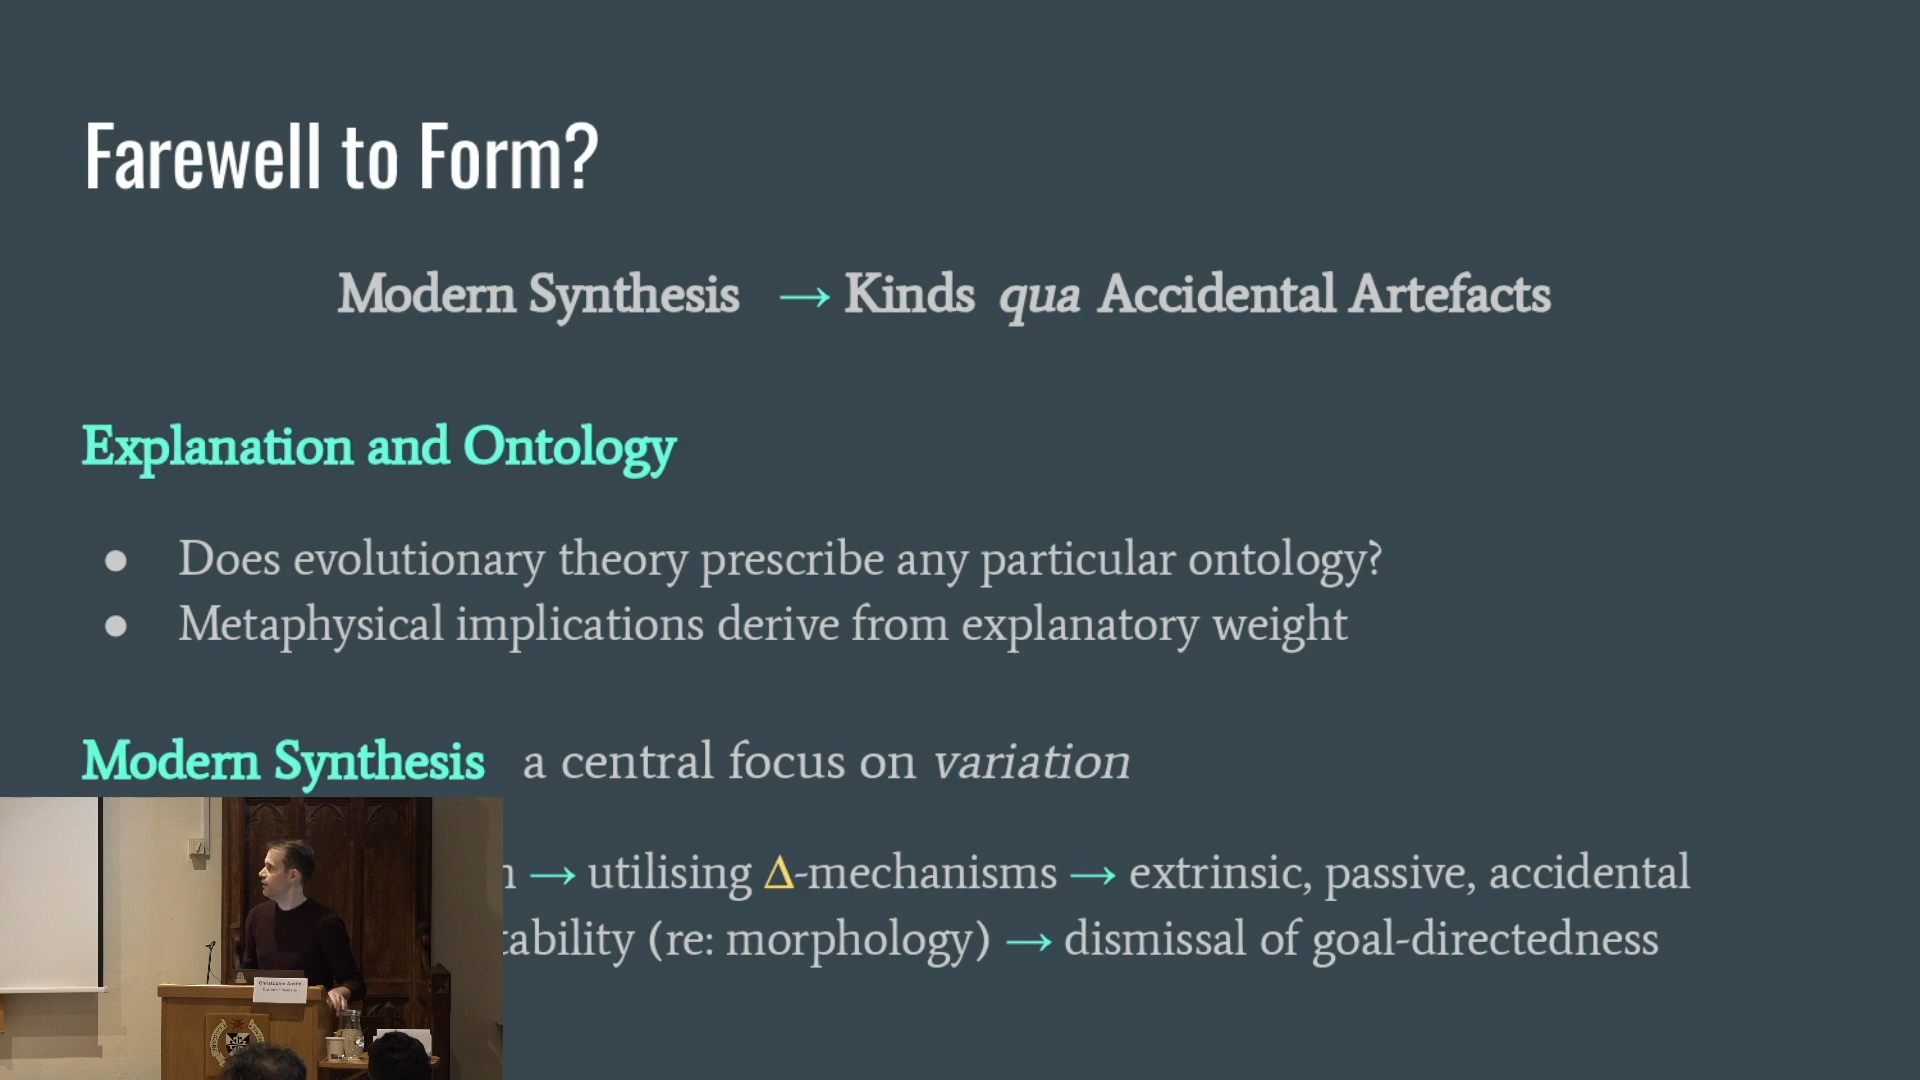 Farewell to Form?
Modern Synthesis → Kinds qua Accidental Artefacts
Explanation and Ontology
● Does evolutionary theory prescribe any particular ontology?
● Metaphysical implications derive from explanatory weight
Modern Synthesis a central focus on variation
→ utilising Δ-mechanisms → extrinsic, passive, accidental
(re: morphology) → dismissal of goal-directedness
Christopher Austin